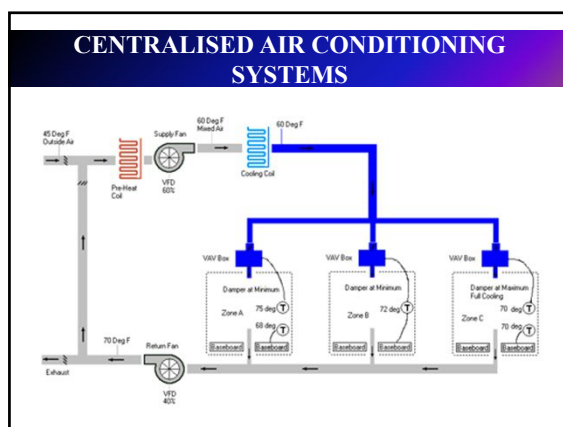 CENTRALISED AIR CONDITIONING
SYSTEMS
45 Deg F
Outside Air
Supply Fan
60 Deg F
Mixed Air
60 Deg F
Pre-Heat
Coil
VFD
60%
Cooling Coil
VAV Box
VAV Box
VAV Box
Damper at Minimum
Damper at Minimum
Damper at Maximum
Full Cooling
Zone A
75 deg
T
68 deg
T
Baseboard
Baseboard
Zone B
72 deg
T
Baseboard
Baseboard
Zone C
70 deg
T
70 deg
T
Baseboard
Baseboard
70 Deg F
Return Fan
Exhaust
VFD
40%